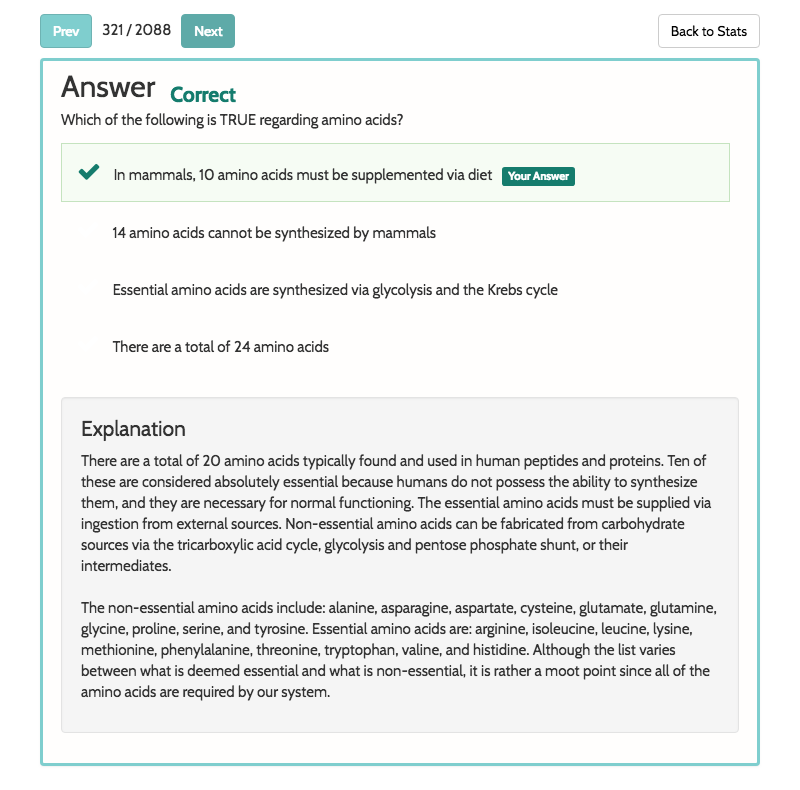 Prev 321 / 2088 Next Back to Stats
Answer Correct
Which of the following is TRUE regarding amino acids?
In mammals, 10 amino acids must be supplemented via diet Your Answer
14 amino acids cannot be synthesized by mammals
Essential amino acids are synthesized via glycolysis and the Krebs cycle
There are a total of 24 amino acids
Explanation
There are a total of 20 amino acids typically found and used in human peptides and proteins. Ten of
these are considered absolutely essential because humans do not possess the ability to synthesize
them, and they are necessary for normal functioning. The essential amino acids must be supplied via
ingestion from external sources. Non-essential amino acids can be fabricated from carbohydrate
sources via the tricarboxylic acid cycle, glycolysis and pentose phosphate shunt, or their
intermediates.
The non-essential amino acids include: alanine, asparagine, aspartate, cysteine, glutamate, glutamine,
glycine, proline, serine, and tyrosine. Essential amino acids are: arginine, isoleucine, leucine, lysine,
methionine, phenylalanine, threonine, tryptophan, valine, and histidine. Although the list varies
between what is deemed essential and what is non-essential, it is rather a moot point since all of the
amino acids are required by our system.